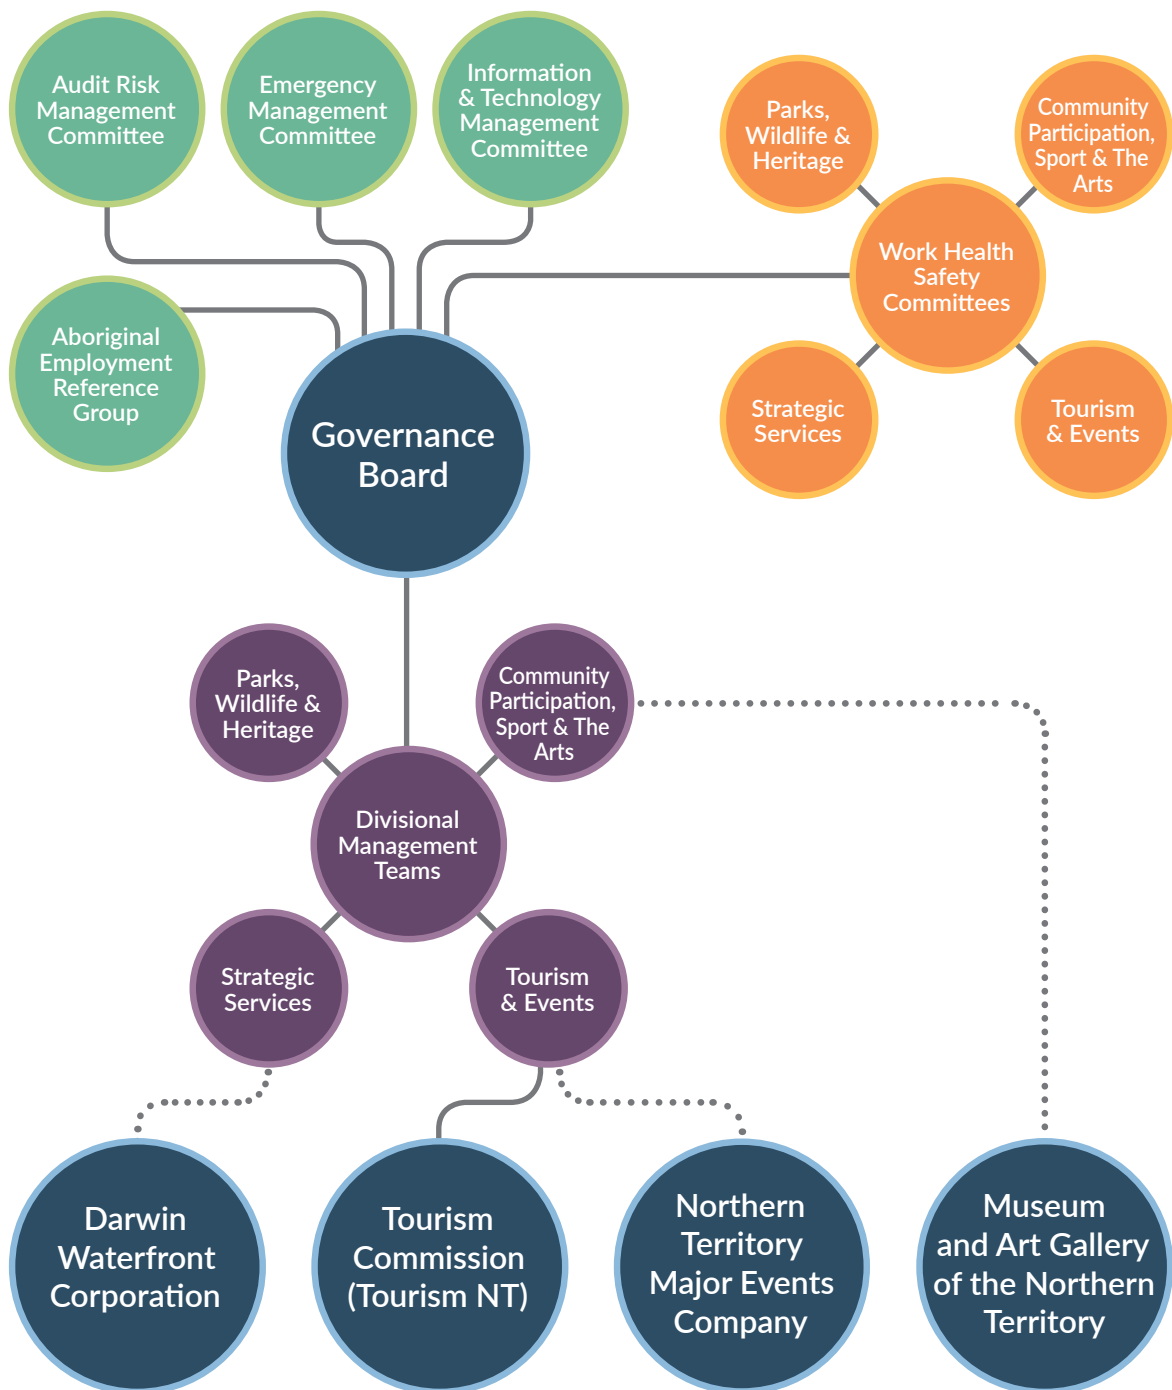 Audit Risk
Management
Committee
Emergency
Management
Committee
Information
& Technology
Management
Committee
Parks,
Wildlife &
Heritage
Community
Participation,
Sport & The
Arts
Work Health
Safety
Committees
Aboriginal
Employment
Reference
Group
Strategic
Services
Tourism
& Events
Governance
Board
Parks,
Wildlife &
Heritage
Community
Participation,
Sport & The
Arts
Divisional
Management
Teams
Strategic
Services
Tourism
& Events
Darwin
Waterfront
Corporation
Tourism
Commission
(Tourism NT)
Northern
Territory
Major Events
Company
Museum
and Art Gallery
of the Northern
Territory